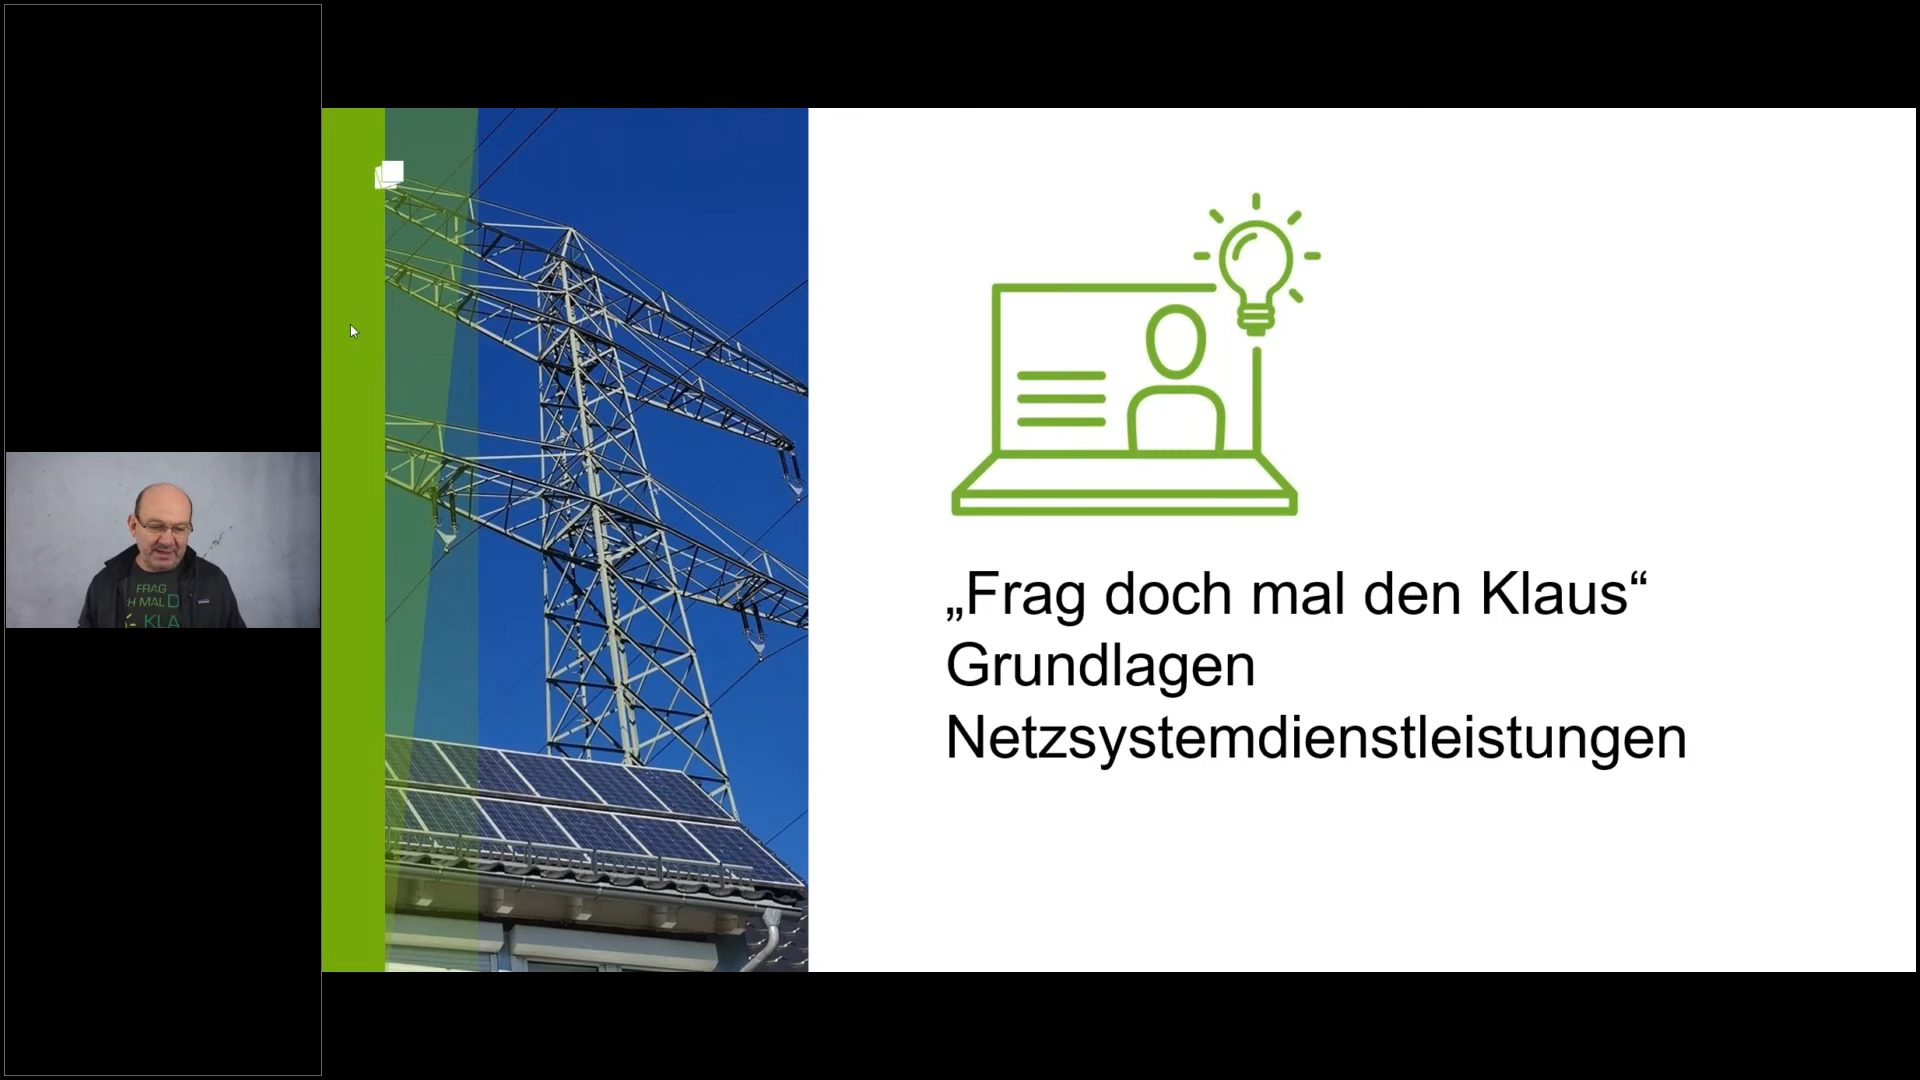 FRAG
H MAL D
KLA
„Frag doch mal den Klaus“
Grundlagen
Netzsystemdienstleistungen